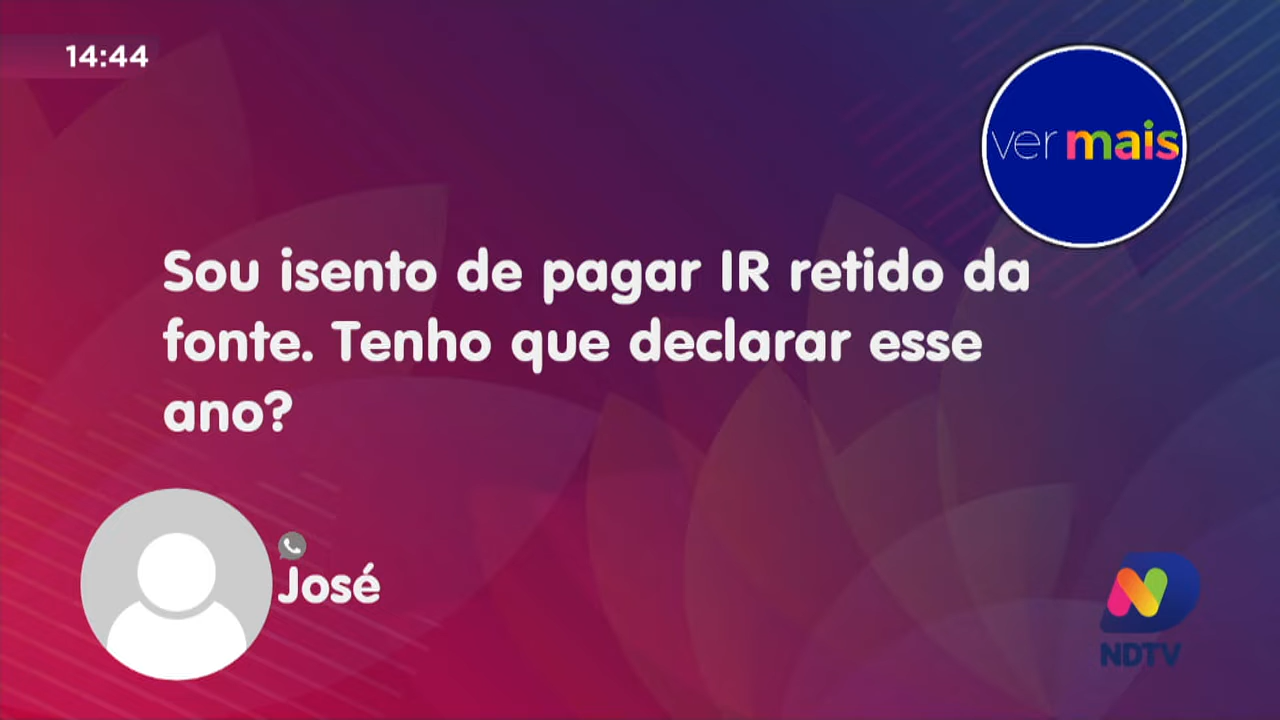 14:44
ver mais
Sou isento de pagar IR retido da
fonte. Tenho que declarar esse
ano?
José
NDTV